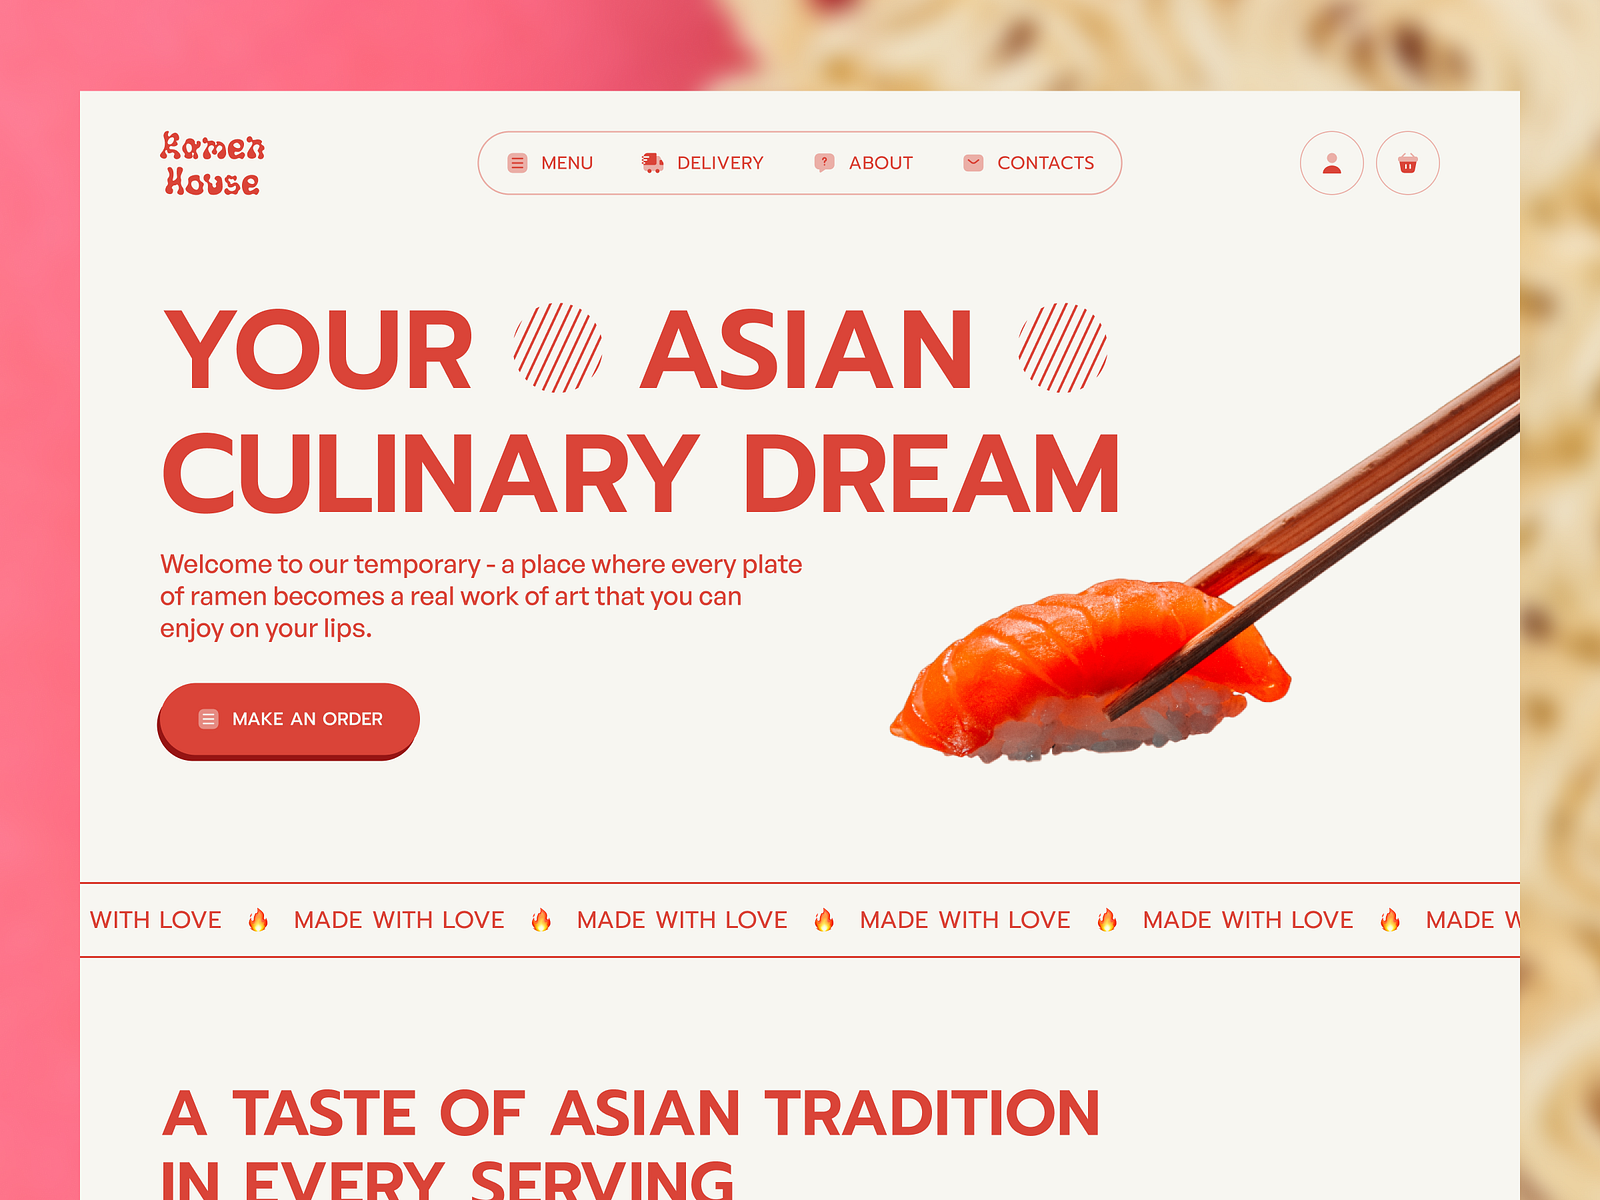 Ramen
House
MENU
DELIVERY
?
ABOUT
CONTACTS
YOUR ASIAN
CULINARY DREAM
Welcome to our temporary - a place where every plate
of ramen becomes a real work of art that you can
enjoy on your lips.
MAKE AN ORDER
WITH LOVE 🔥 MADE WITH LOVE 🔥 MADE WITH LOVE 🔥 MADE WITH LOVE 🔥 MADE WITH LOVE 🔥 MADE W
A TASTE OF ASIAN TRADITION
IN EVERY SERVING